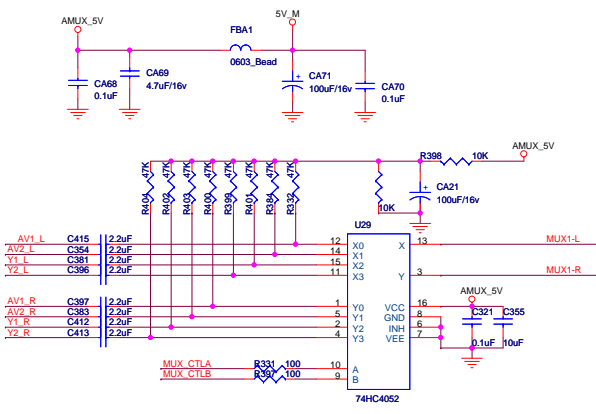 AMUX_5V
5V_M
FBA1
0603_Bead
CA68
0.1uF
CA69
4.7uF/16v
CA71
100uF/16v
CA70
0.1uF
AMUX_5V
R398
10K
R404 47K
R402 47K
R403 47K
R400 47K
R399 47K
R401 47K
R384 47K
R332 47K
10K
CA21
100uF/16v
U29
AV1_L C415 2.2uF 12 X0 X 13 MUX1-L
AV2_L C354 2.2uF 14 X1
Y1_L C381 2.2uF 15 X2
Y2_L C396 2.2uF 11 X3 Y 3 MUX1-R
AV1_R C397 2.2uF 1 Y0 VCC 16
AV2_R C383 2.2uF 5 Y1 GND 8
Y1_R C412 2.2uF 2 Y2 INH 6
Y2_R C413 2.2uF 4 Y3 VEE 7
AMUX_5V
C321
0.1uF
C355
10uF
MUX_CTLA R331 100 10 A
MUX_CTLB R397 100 9 B
74HC4052